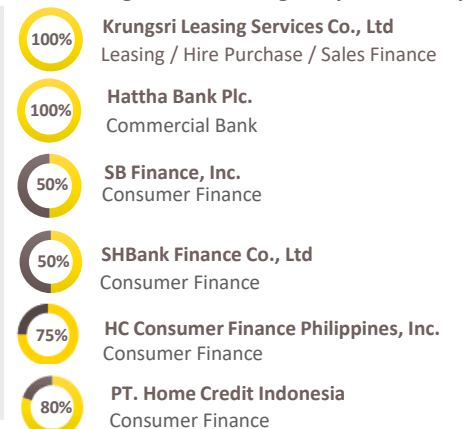 100%
Krungsri Leasing Services Co., Ltd
Leasing / Hire Purchase / Sales Finance
100%
Hattha Bank Plc.
Commercial Bank
50%
SB Finance, Inc.
Consumer Finance
50%
SHBank Finance Co., Ltd
Consumer Finance
75%
HC Consumer Finance Philippines, Inc.
Consumer Finance
80%
PT. Home Credit Indonesia
Consumer Finance